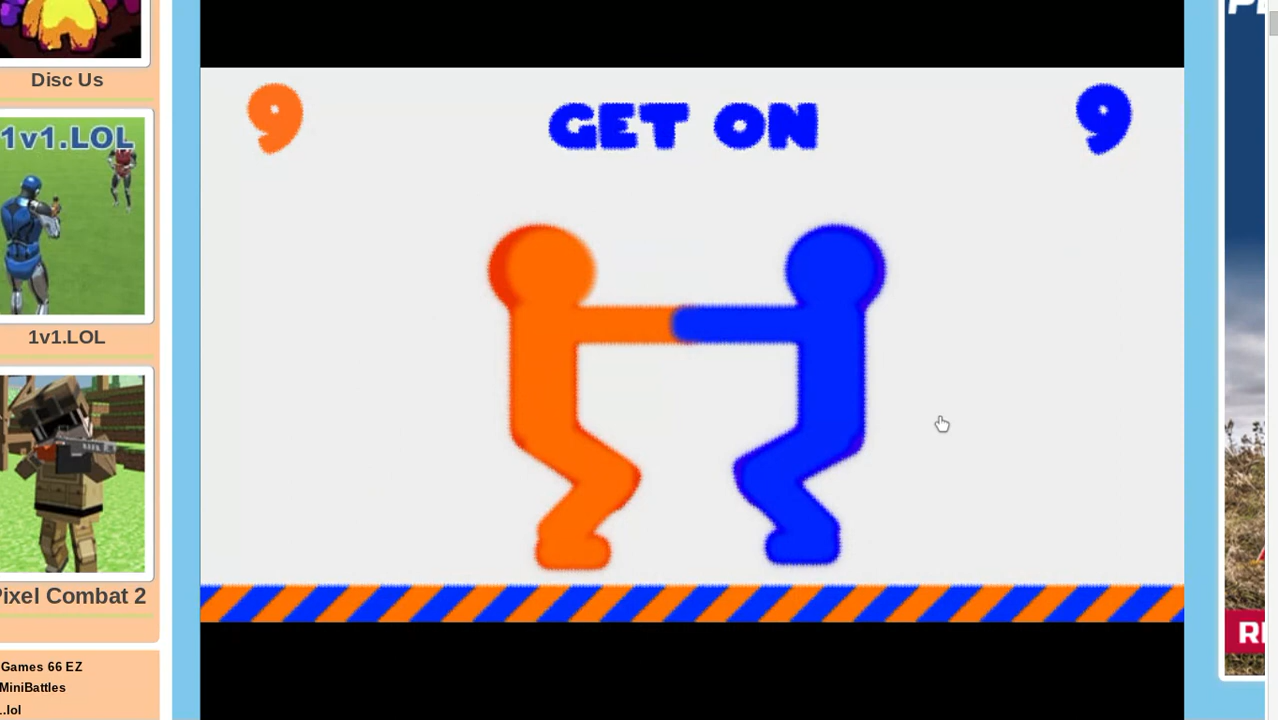 Disc Us
9 GET ON 9
1v1.LOL
1v1.LOL
Pixel Combat 2
Games 66 EZ
MiniBattles
.lol